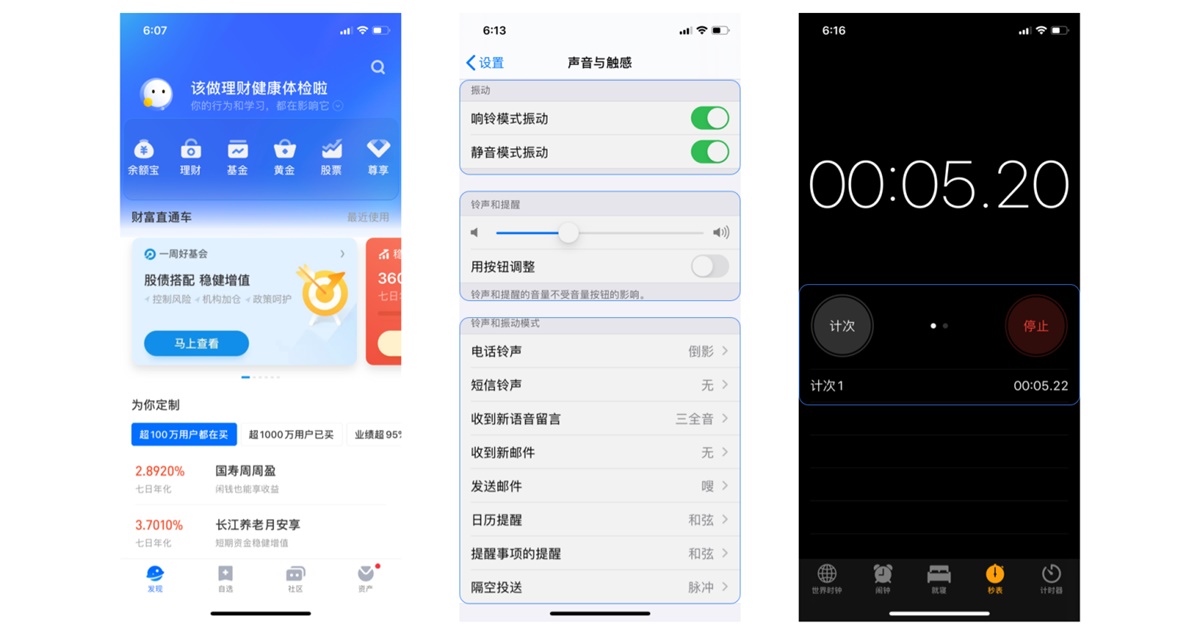 6:07
该做理财健康体检啦
你的行为和学习，都在影响它
余额宝 理财 基金 黄金 股票 尊享
财富直通车 最近使用
一周好基会
股债搭配 稳健增值
控制风险 机构加仓 政策呵护
马上查看
稳
360
七日
为你定制
超100万用户都在买 超1000万用户已买 业绩超95%
2.8920% 国寿周周盈
七日年化 闲钱也能享收益
3.7010% 长江养老月安享
七日年化 短期资金稳健增值
发现 自选 社区 资产
6:13
设置 声音与触感
振动
响铃模式振动
静音模式振动
铃声和提醒
用按钮调整
铃声和提醒的音量不受音量按钮的影响。
铃声和振动模式
电话铃声 倒影
短信铃声 无
收到新语音留言 三全音
收到新邮件 无
发送邮件 嗖
日历提醒 和弦
提醒事项的提醒 和弦
隔空投送 脉冲
6:16
00:05.20
计次 停止
计次 1 00:05.22
世界时钟 闹钟 就寝 秒表 计时器